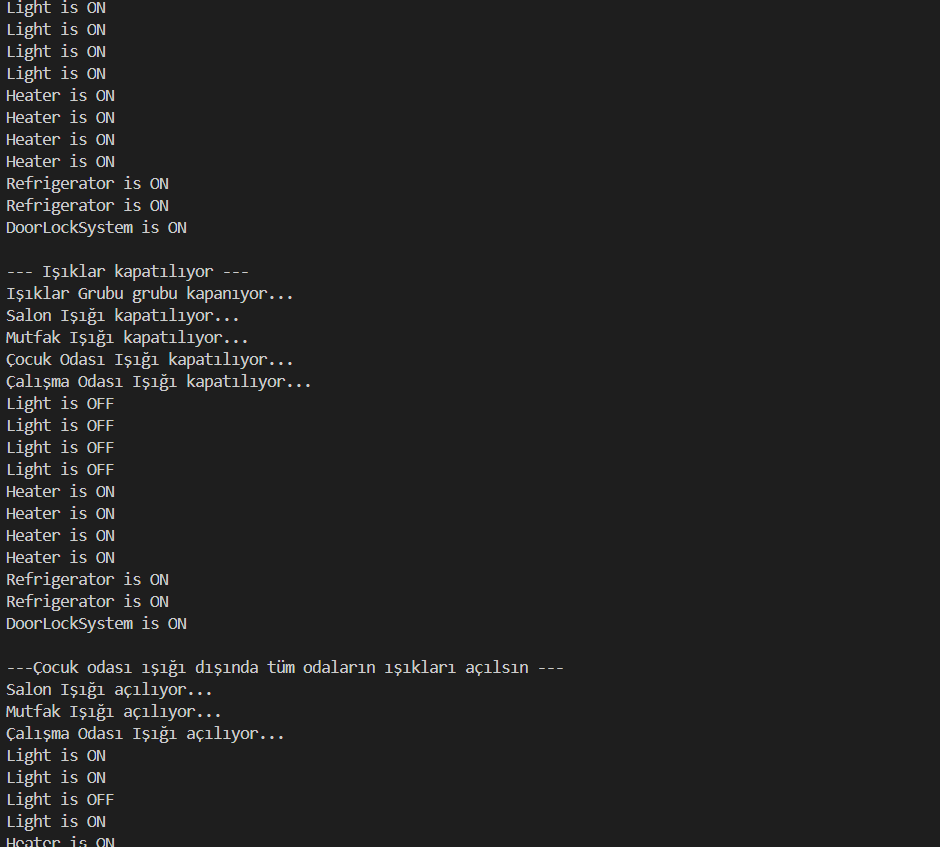 Light is ON
Light is ON
Light is ON
Light is ON
Heater is ON
Heater is ON
Heater is ON
Heater is ON
Refrigerator is ON
Refrigerator is ON
DoorLockSystem is ON
--- Işıklar kapatılıyor ---
Işıklar Grubu grubu kapanıyor...
Salon Işığı kapatılıyor...
Mutfak Işığı kapatılıyor...
Çocuk Odası Işığı kapatılıyor...
Çalışma Odası Işığı kapatılıyor...
Light is OFF
Light is OFF
Light is OFF
Light is OFF
Heater is ON
Heater is ON
Heater is ON
Heater is ON
Refrigerator is ON
Refrigerator is ON
DoorLockSystem is ON
---Çocuk odası ışığı dışında tüm odaların ışıkları açılsın ---
Salon Işığı açılıyor...
Mutfak Işığı açılıyor...
Çalışma Odası Işığı açılıyor...
Light is ON
Light is ON
Light is OFF
Light is ON
Heater is ON